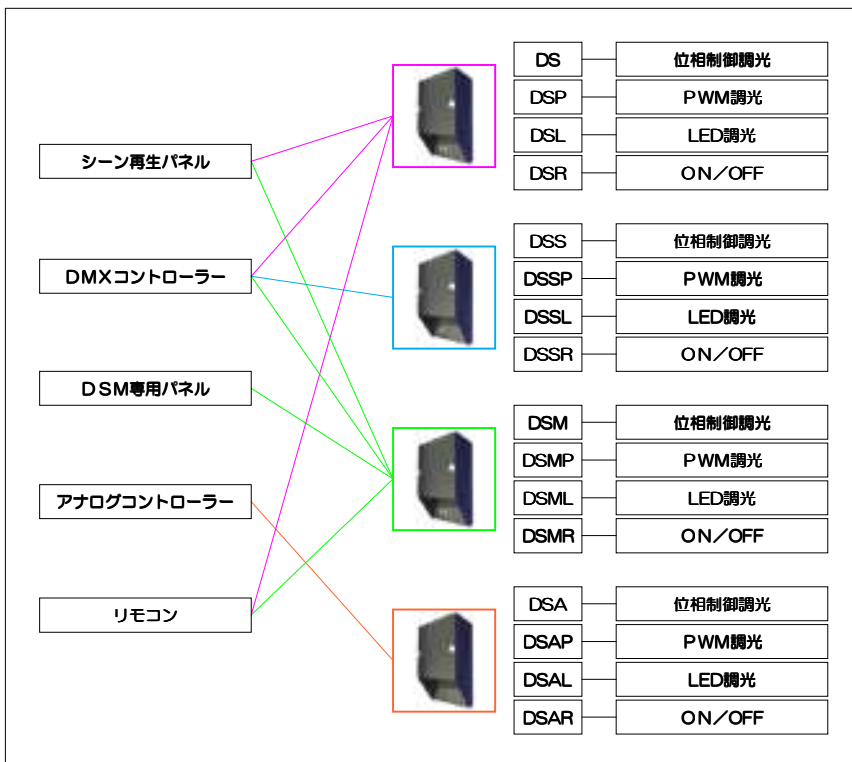 シーン再生パネル
DMXコントローラー
DSM専用パネル
アナログコントローラー
リモコン
DS 位相制御調光
DSP PWM調光
DSL LED調光
DSR ON／OFF
DSS 位相制御調光
DSSP PWM調光
DSSL LED調光
DSSR ON／OFF
DSM 位相制御調光
DSMP PWM調光
DSML LED調光
DSMR ON／OFF
DSA 位相制御調光
DSAP PWM調光
DSAL LED調光
DSAR ON／OFF